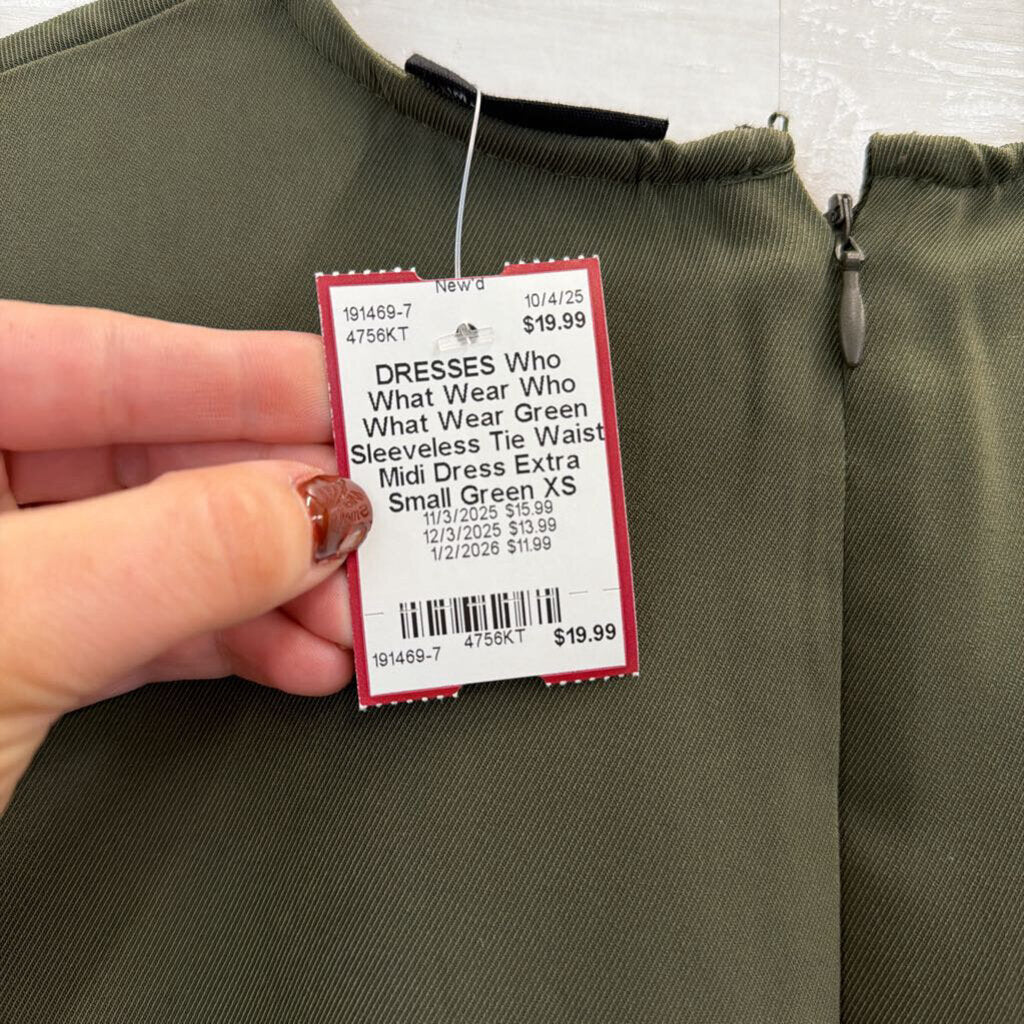 New'd
191469-7 10/4/25
4756KT $19.99
DRESSES Who
What Wear Who
What Wear Green
Sleeveless Tie Waist
Midi Dress Extra
Small Green XS
11/3/2025 $15.99
12/3/2025 $13.99
1/2/2026 $11.99
191469-7 4756KT $19.99